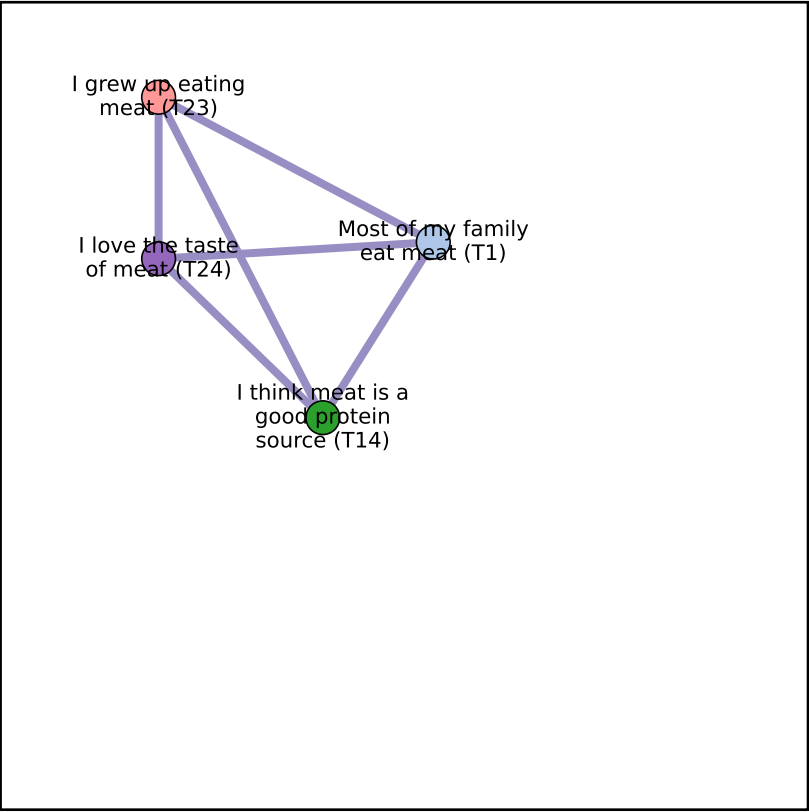 I grew up eating
meat (T23)
Most of my family
eat meat (T1)
I love the taste
of meat (T24)
I think meat is a
good protein
source (T14)